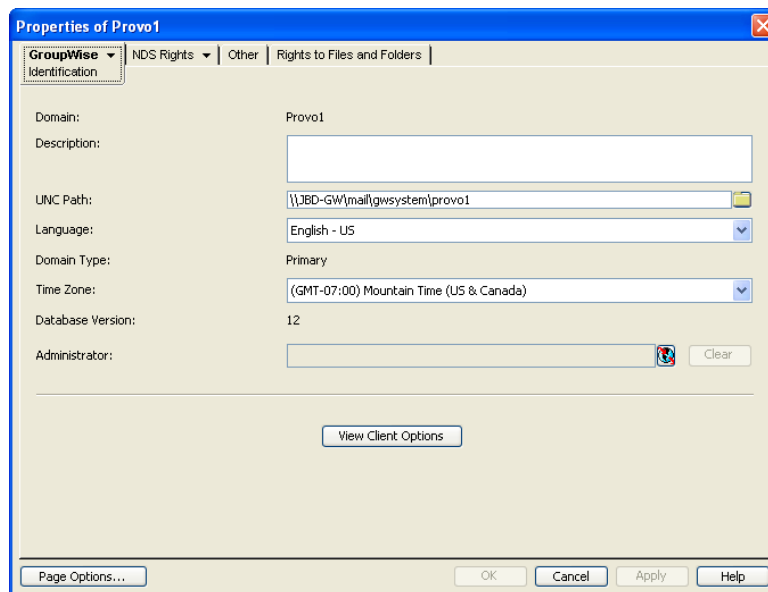 Properties of Provo1
GroupWise NDS Rights Other Rights to Files and Folders
Identification
Domain: Provo1
Description:
UNC Path: \\JBD-GW\mail\gwsystem\provo1
Language: English - US
Domain Type: Primary
Time Zone: (GMT-07:00) Mountain Time (US & Canada)
Database Version: 12
Administrator: Clear
View Client Options
Page Options... OK Cancel Apply Help